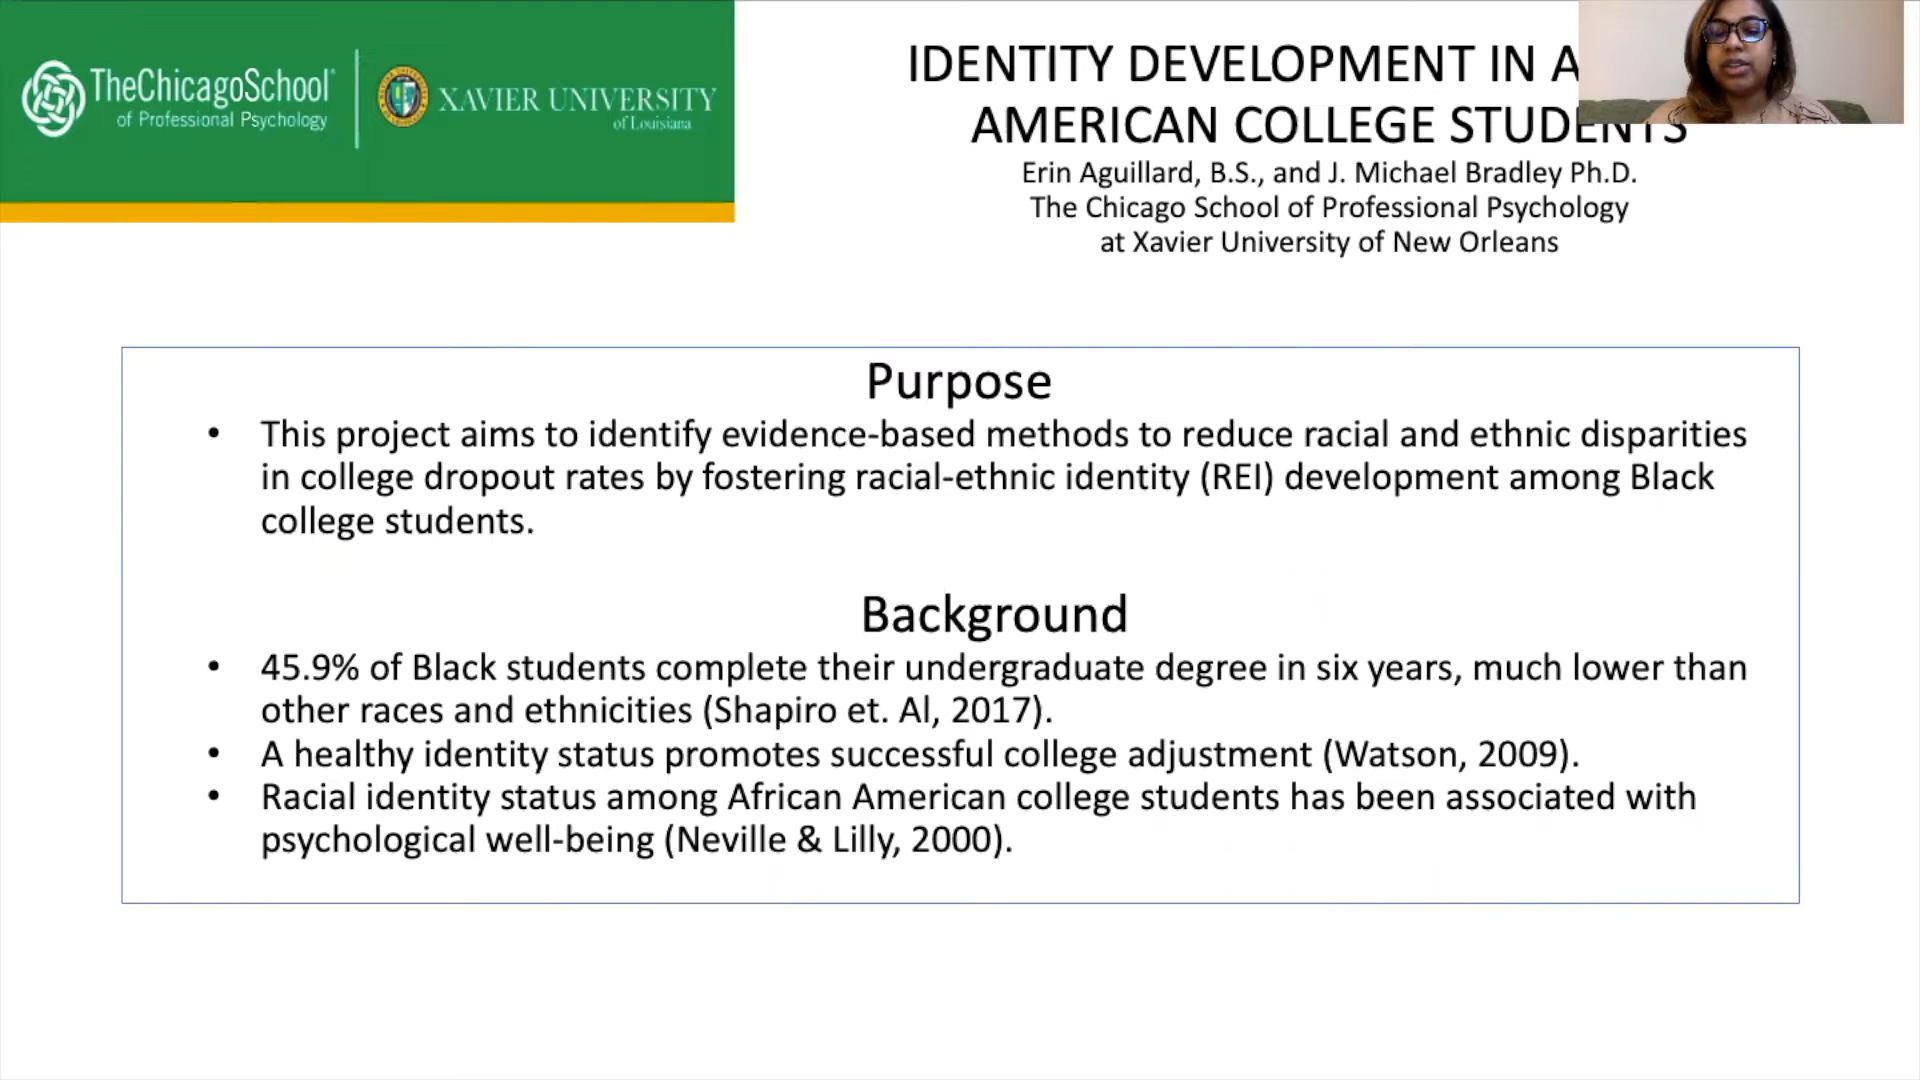 TheChicagoSchool®
of Professional Psychology
XAVIER UNIVERSITY
of Louisiana
IDENTITY DEVELOPMENT IN A
AMERICAN COLLEGE STUDENTS
Erin Aguillard, B.S., and J. Michael Bradley Ph.D.
The Chicago School of Professional Psychology
at Xavier University of New Orleans
Purpose
• This project aims to identify evidence-based methods to reduce racial and ethnic disparities
in college dropout rates by fostering racial-ethnic identity (REI) development among Black
college students.
Background
• 45.9% of Black students complete their undergraduate degree in six years, much lower than
other races and ethnicities (Shapiro et. Al, 2017).
• A healthy identity status promotes successful college adjustment (Watson, 2009).
• Racial identity status among African American college students has been associated with
psychological well-being (Neville & Lilly, 2000).